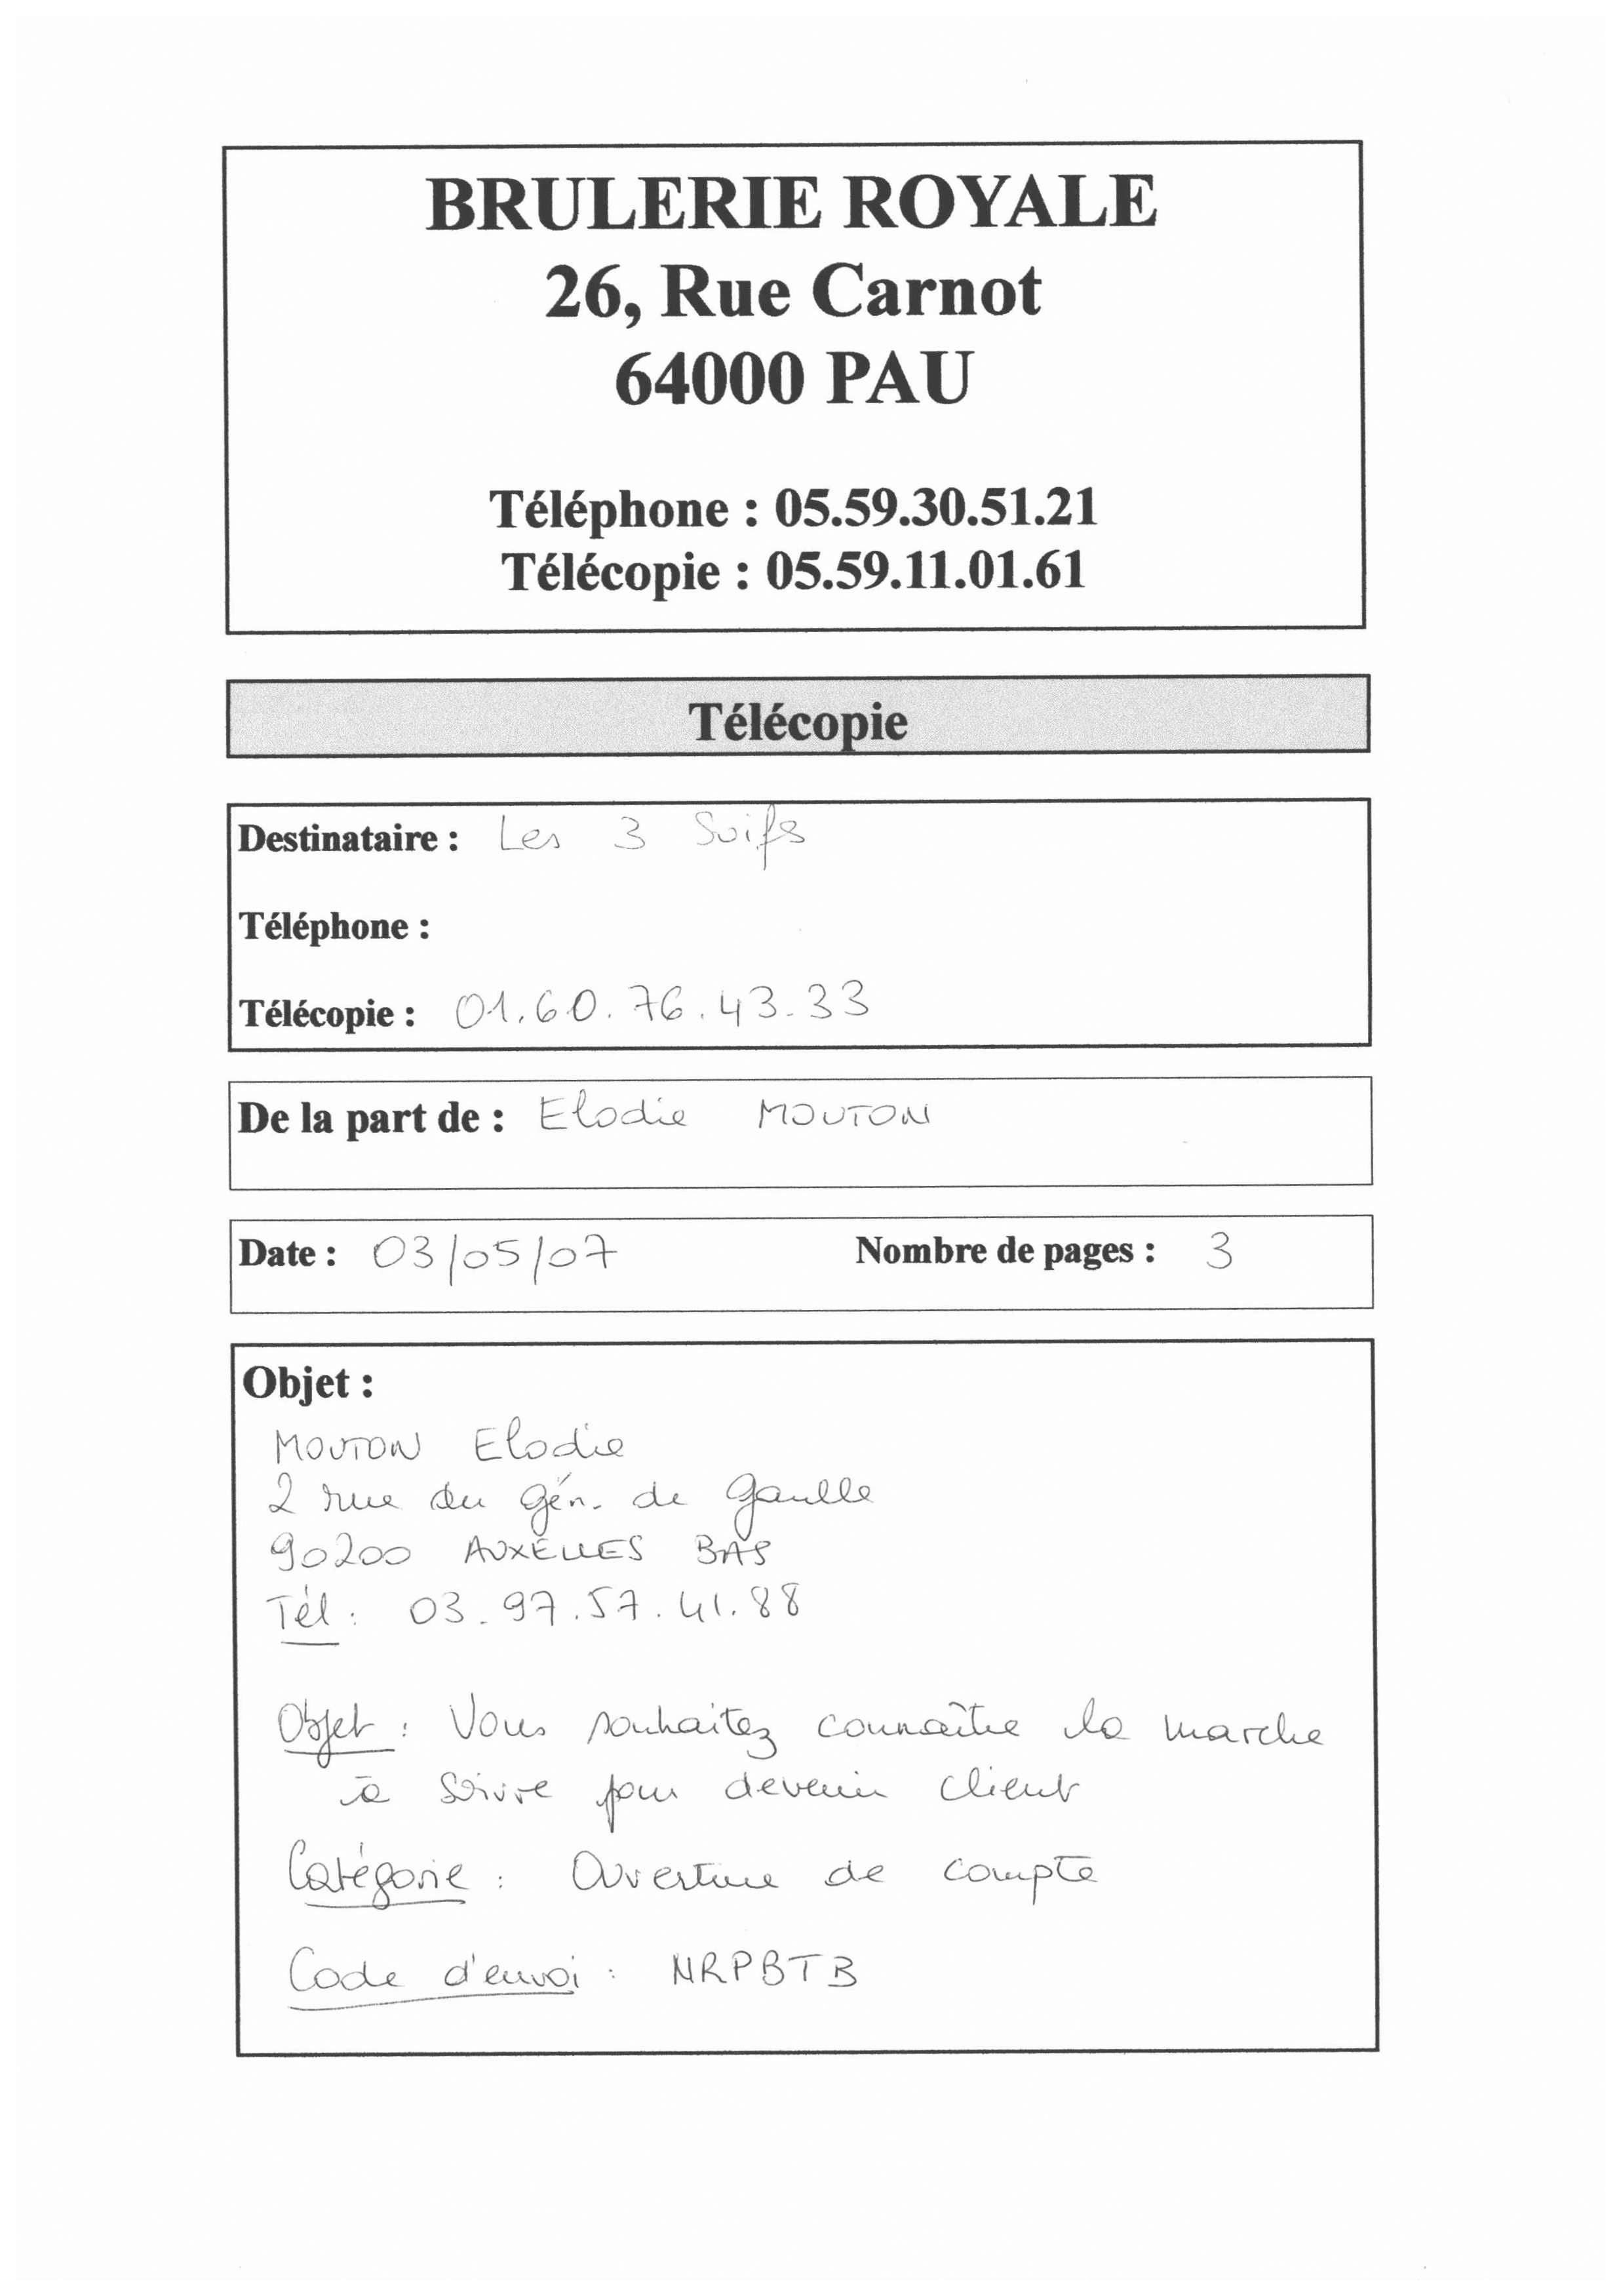 BRULERIE ROYALE
26, Rue Carnot
64000 PAU
Téléphone : 05.59.30.51.21
Télécopie : 05.59.11.01.61
Télécopie
Destinataire : Les 3 Suifs
Téléphone :
Télécopie : 01.60.76.43.33
De la part de : Elodie MOUTON
Date : 03/05/07 Nombre de pages : 3
Objet :
MOUTON Elodie
2 rue du gén. de gaulle
90200 AUXELLES BAS
Tél : 03.97.57.41.88
Objet : Vous souhaitez connaître la marche
à suivre pour devenir client
Catégorie : Ouverture de compte
Code d'envoi : NRPBTB